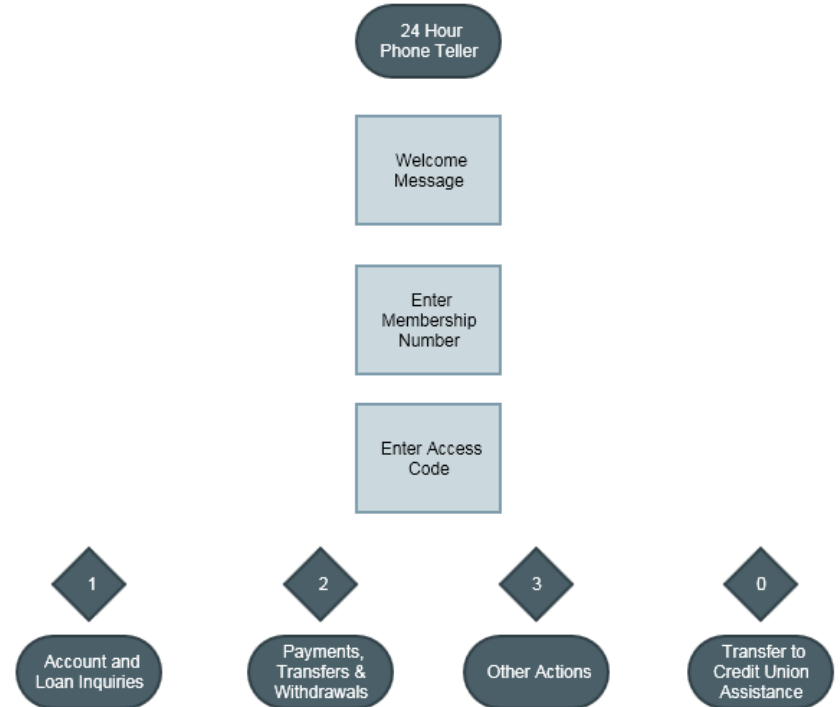 24 Hour
Phone Teller
Welcome
Message
Enter
Membership
Number
Enter Access
Code
1
2
3
0
Account and
Loan Inquiries
Payments,
Transfers &
Withdrawals
Other Actions
Transfer to
Credit Union
Assistance